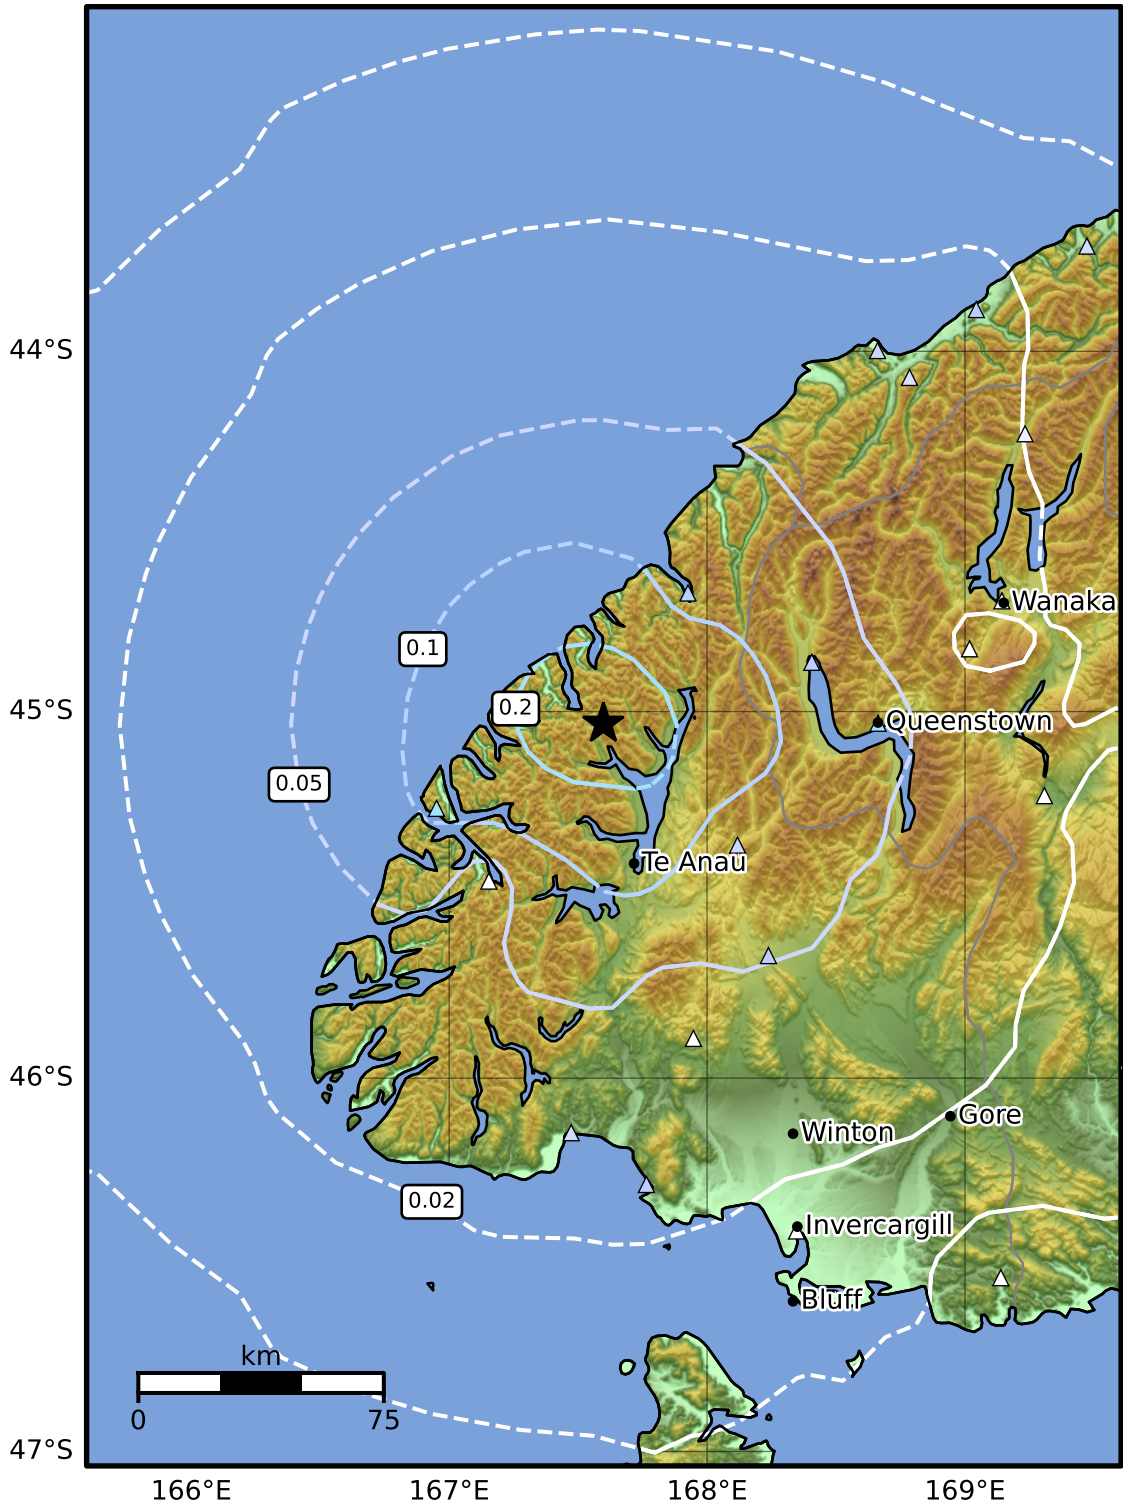 44°S
Wanaka
0.1
45°S
0.2
Queenstown
0.05
Te Anau
46°S
Gore
Winton
0.02
Invercargill
Bluff
km
0
75
47°S
166°E
167°E
168°E
169°E